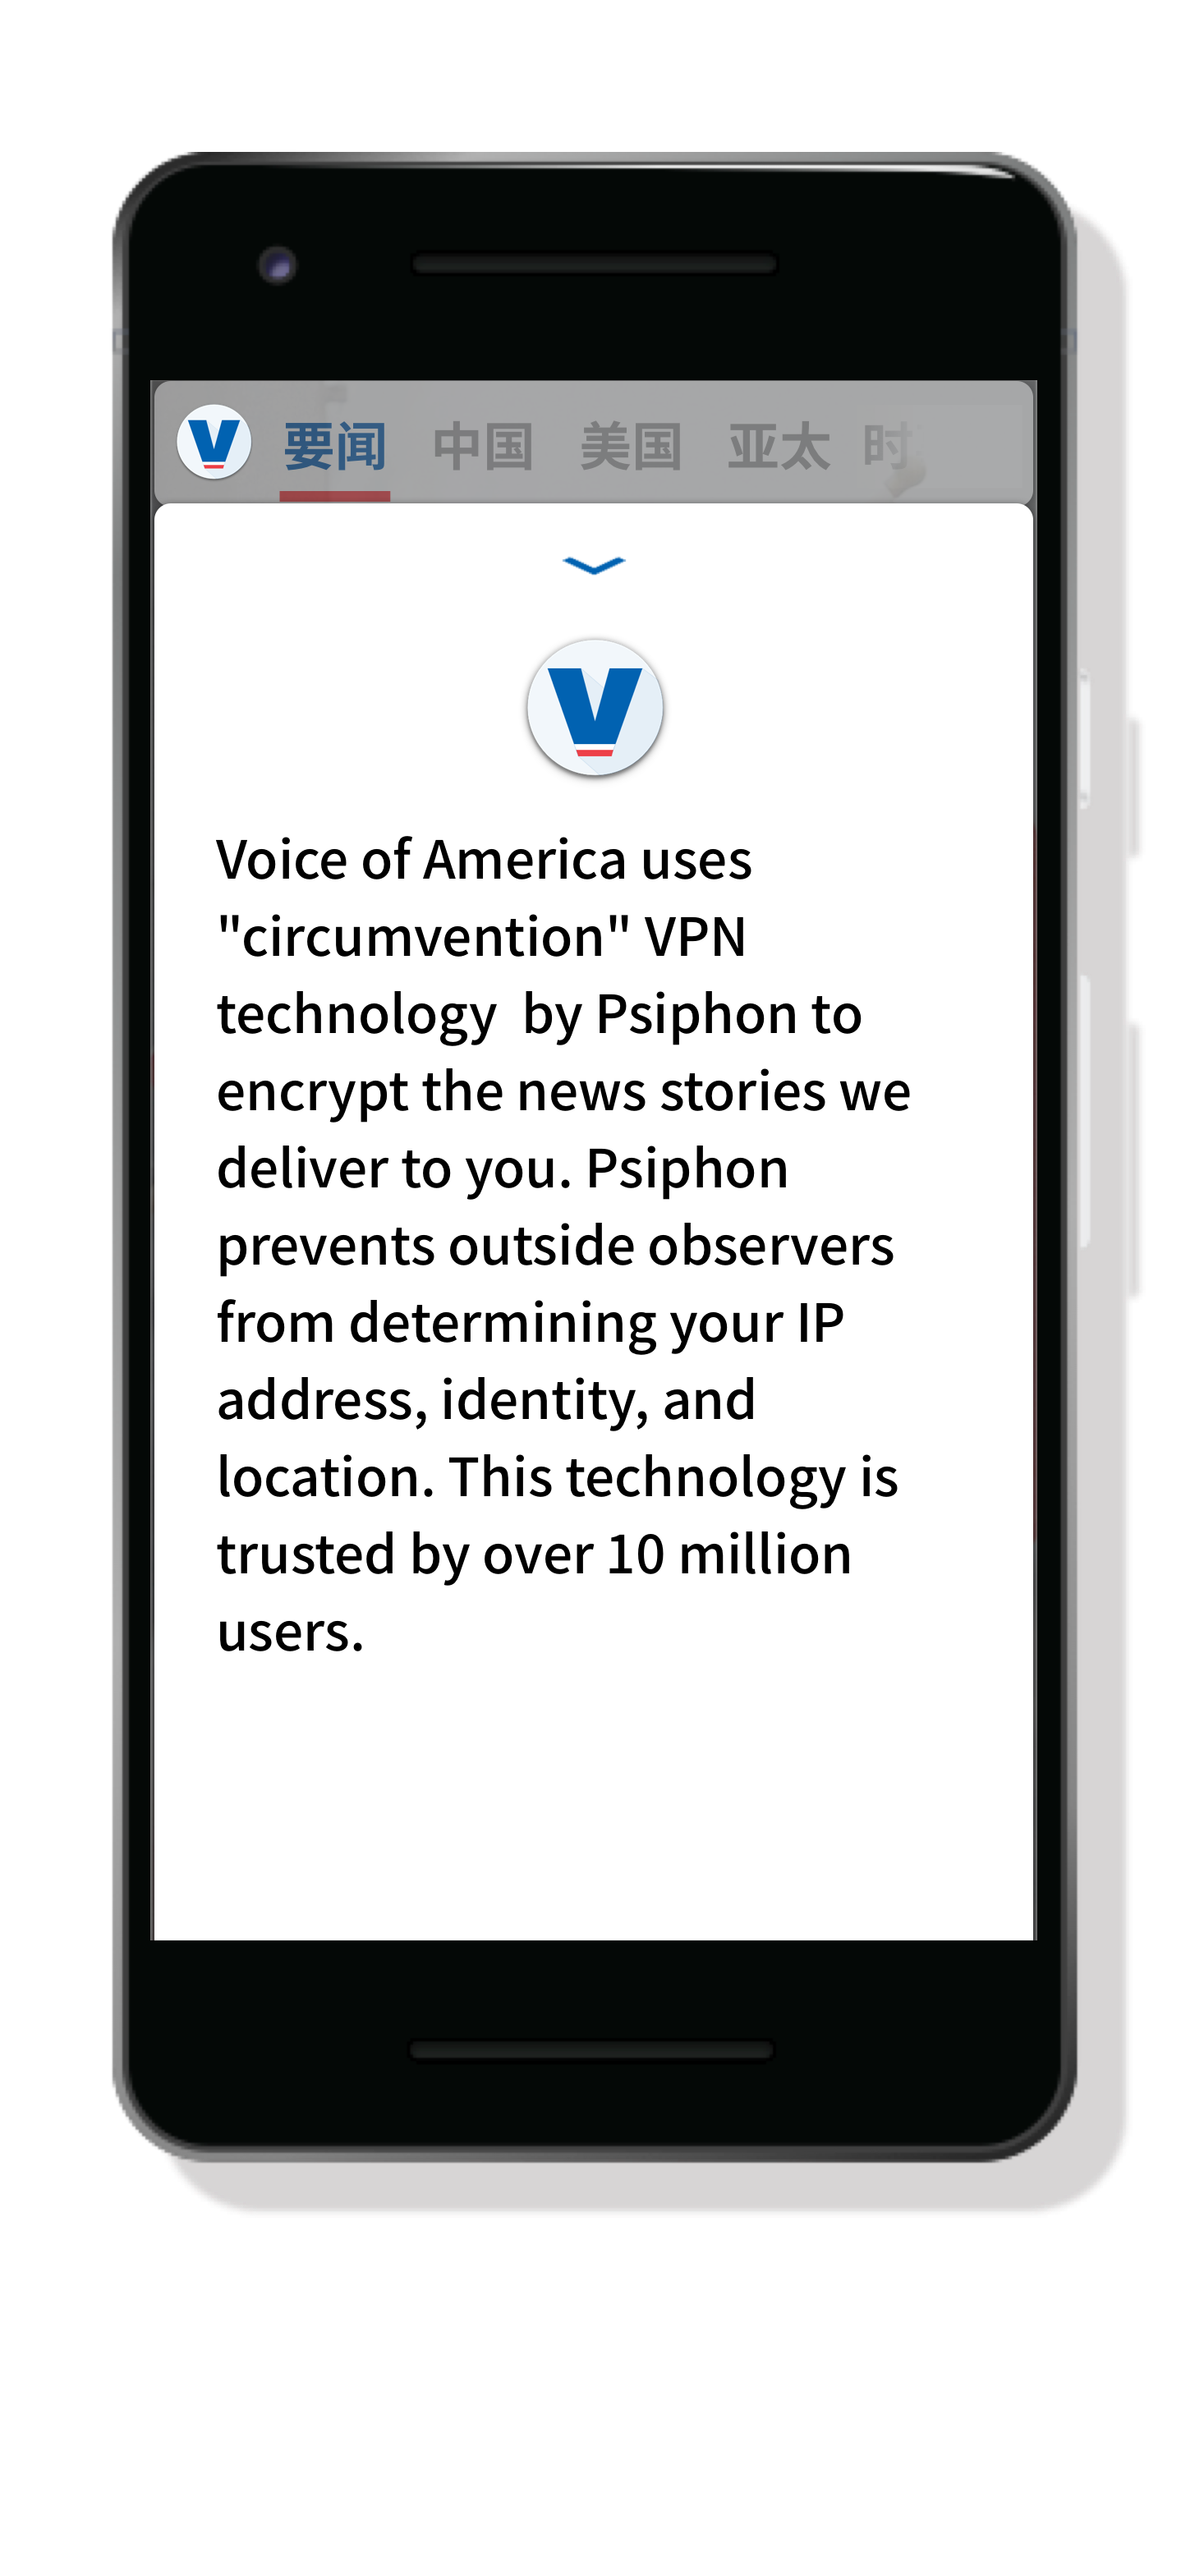 V 要闻 中国 美国 亚太 时
V
Voice of America uses
"circumvention" VPN
technology  by Psiphon to
encrypt the news stories we
deliver to you. Psiphon
prevents outside observers
from determining your IP
address, identity, and
location. This technology is
trusted by over 10 million
users.